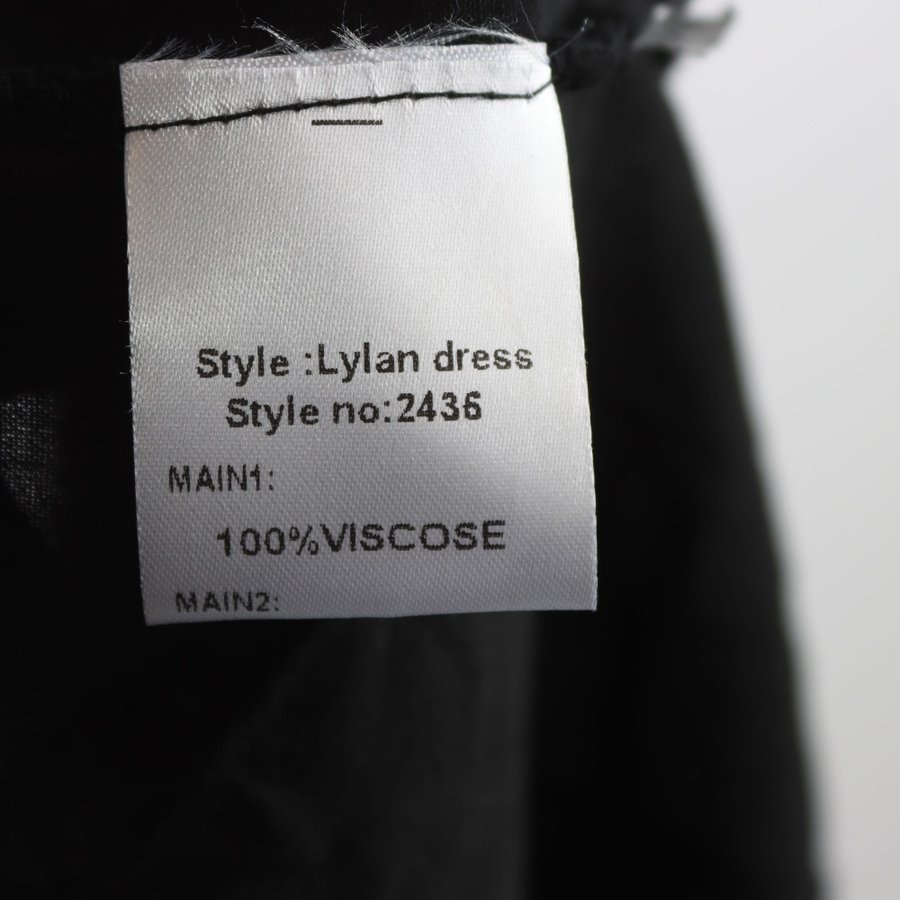 Style :Lylan dress
Style no:2436
MAIN1:
100%VISCOSE
MAIN2: